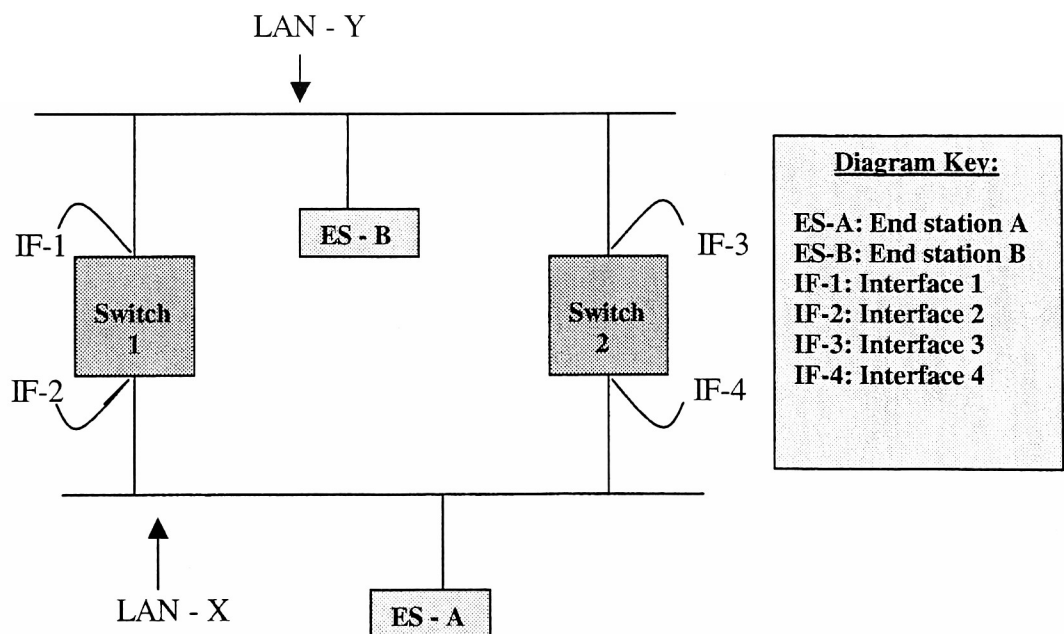 LAN - Y
IF-1
ES - B
IF-3
Switch
1
Switch
2
IF-2
IF-4
LAN - X
ES - A
Diagram Key:
ES-A: End station A
ES-B: End station B
IF-1: Interface 1
IF-2: Interface 2
IF-3: Interface 3
IF-4: Interface 4